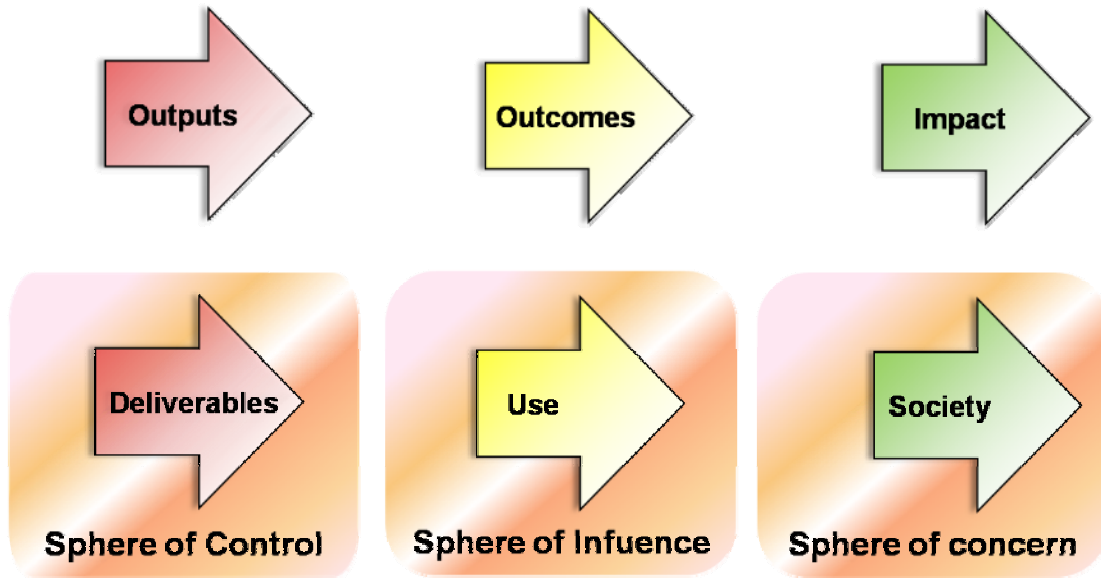 Outputs
Outcomes
Impact
Deliverables
Use
Society
Sphere of Control
Sphere of Infuence
Sphere of concern